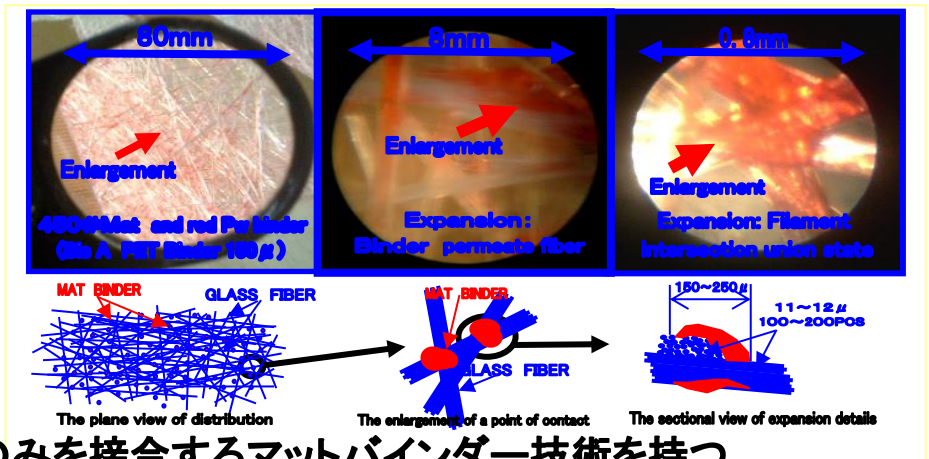 80mm
8mm
0.8mm
Enlargement
Enlargement
Enlargement
450#Mat and red Pw binder
(Bis A PET Binder 150μ)
Expansion:
Binder permeate fiber
Expansion: Filament
intersection union state
MAT BINDER
GLASS FIBER
MAT BINDER
GLASS FIBER
150~250μ
11~12μ
100~200PCS
The plane view of distribution
The enlargement of a point of contact
The sectional view of expansion details
のみを接合するマットバインダー技術を持つ